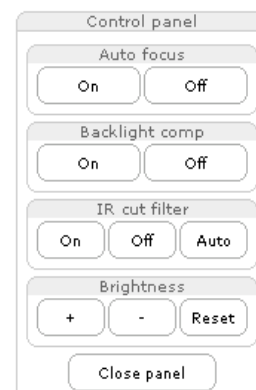 Control panel
Auto focus
On Off
Backlight comp
On Off
IR cut filter
On Off Auto
Brightness
+ - Reset
Close panel